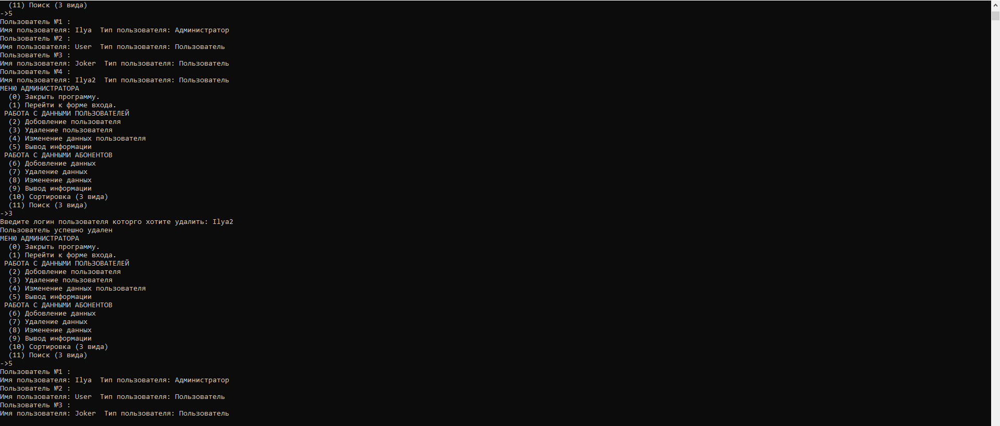 (11) Поиск (3 вида)
->5
Пользователь №1 :
Имя пользователя: Ilya  Тип пользователя: Администратор
Пользователь №2 :
Имя пользователя: User  Тип пользователя: Пользователь
Пользователь №3 :
Имя пользователя: Joker  Тип пользователя: Пользователь
Пользователь №4 :
Имя пользователя: Ilya2  Тип пользователя: Пользователь
МЕНЮ АДМИНИСТРАТОРА
(0) Закрыть программу.
(1) Перейти к форме входа.
РАБОТА С ДАННЫМИ ПОЛЬЗОВАТЕЛЕЙ
(2) Добовление пользователя
(3) Удаление пользователя
(4) Изменение данных пользователя
(5) Вывод информации
РАБОТА С ДАННЫМИ АБОНЕНТОВ
(6) Добовление данных
(7) Удаление данных
(8) Изменение данных
(9) Вывод информации
(10) Сортировка (3 вида)
(11) Поиск (3 вида)
->3
Введите логин пользователя которго хотите удалить: Ilya2
Пользователь успешно удален
МЕНЮ АДМИНИСТРАТОРА
(0) Закрыть программу.
(1) Перейти к форме входа.
РАБОТА С ДАННЫМИ ПОЛЬЗОВАТЕЛЕЙ
(2) Добовление пользователя
(3) Удаление пользователя
(4) Изменение данных пользователя
(5) Вывод информации
РАБОТА С ДАННЫМИ АБОНЕНТОВ
(6) Добовление данных
(7) Удаление данных
(8) Изменение данных
(9) Вывод информации
(10) Сортировка (3 вида)
(11) Поиск (3 вида)
->5
Пользователь №1 :
Имя пользователя: Ilya  Тип пользователя: Администратор
Пользователь №2 :
Имя пользователя: User  Тип пользователя: Пользователь
Пользователь №3 :
Имя пользователя: Joker  Тип пользователя: Пользователь